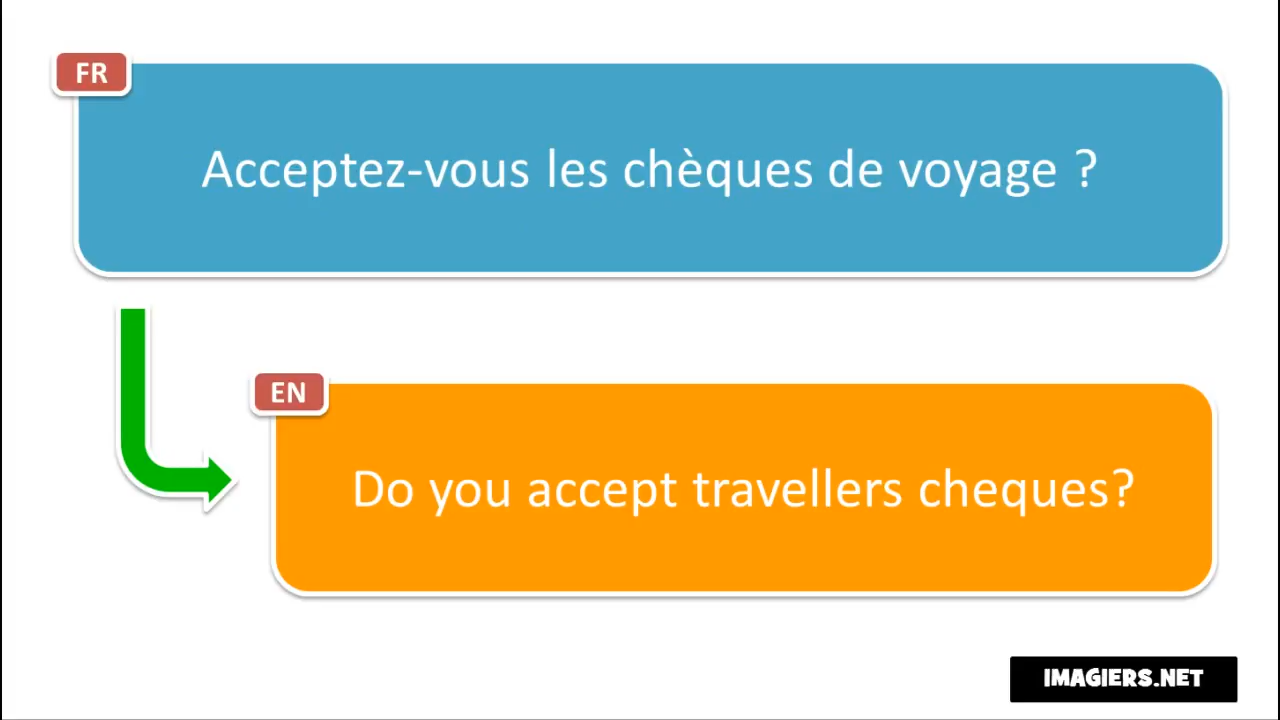 FR
Acceptez-vous les chèques de voyage ?
EN
Do you accept travellers cheques?
IMAGIERS.NET